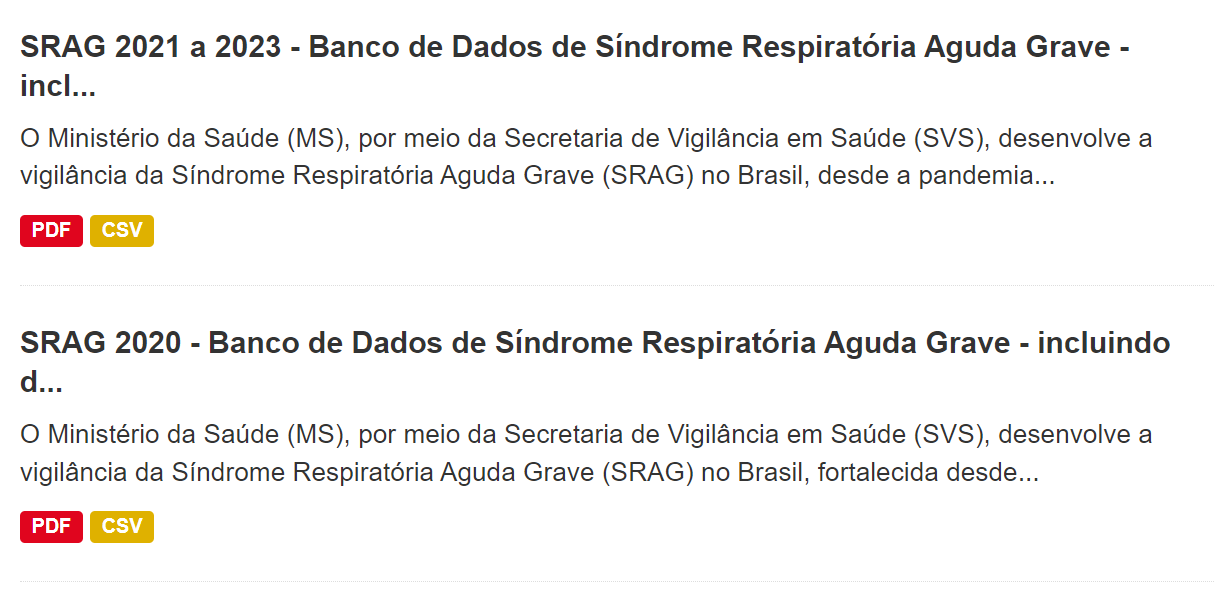 SRAG 2021 a 2023 - Banco de Dados de Síndrome Respiratória Aguda Grave -
incl...
O Ministério da Saúde (MS), por meio da Secretaria de Vigilância em Saúde (SVS), desenvolve a
vigilância da Síndrome Respiratória Aguda Grave (SRAG) no Brasil, desde a pandemia...
PDF CSV
SRAG 2020 - Banco de Dados de Síndrome Respiratória Aguda Grave - incluindo
d...
O Ministério da Saúde (MS), por meio da Secretaria de Vigilância em Saúde (SVS), desenvolve a
vigilância da Síndrome Respiratória Aguda Grave (SRAG) no Brasil, fortalecida desde...
PDF CSV